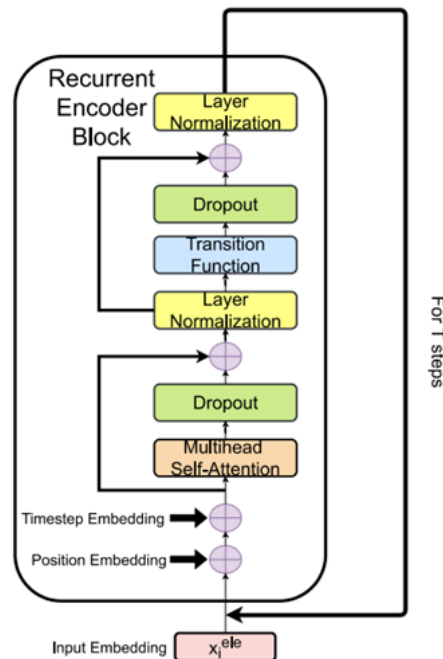 Recurrent
Encoder
Block
Layer
Normalization
Dropout
Transition
Function
Layer
Normalization
Dropout
Multihead
Self-Attention
Timestep Embedding
Position Embedding
Input Embedding
x_i^ele
For T steps